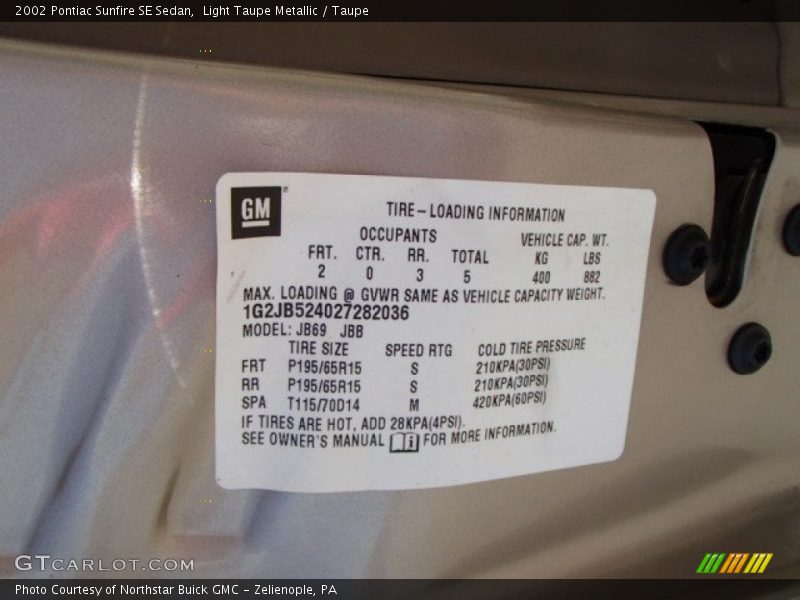 2002 Pontiac Sunfire SE Sedan,  Light Taupe Metallic / Taupe
GM
TIRE-LOADING INFORMATION
OCCUPANTS VEHICLE CAP. WT.
FRT. CTR. RR. TOTAL KG LBS
2 0 3 5 400 882
MAX. LOADING @ GVWR SAME AS VEHICLE CAPACITY WEIGHT.
1G2JB524027282036
MODEL: JB69 JBB
TIRE SIZE SPEED RTG COLD TIRE PRESSURE
FRT P195/65R15 S 210KPA(30PSI)
RR P195/65R15 S 210KPA(30PSI)
SPA T115/70D14 M 420KPA(60PSI)
IF TIRES ARE HOT, ADD 28KPA(4PSI).
SEE OWNER'S MANUAL i FOR MORE INFORMATION.
GTCARLOT.COM
Photo Courtesy of Northstar Buick GMC - Zelienople, PA